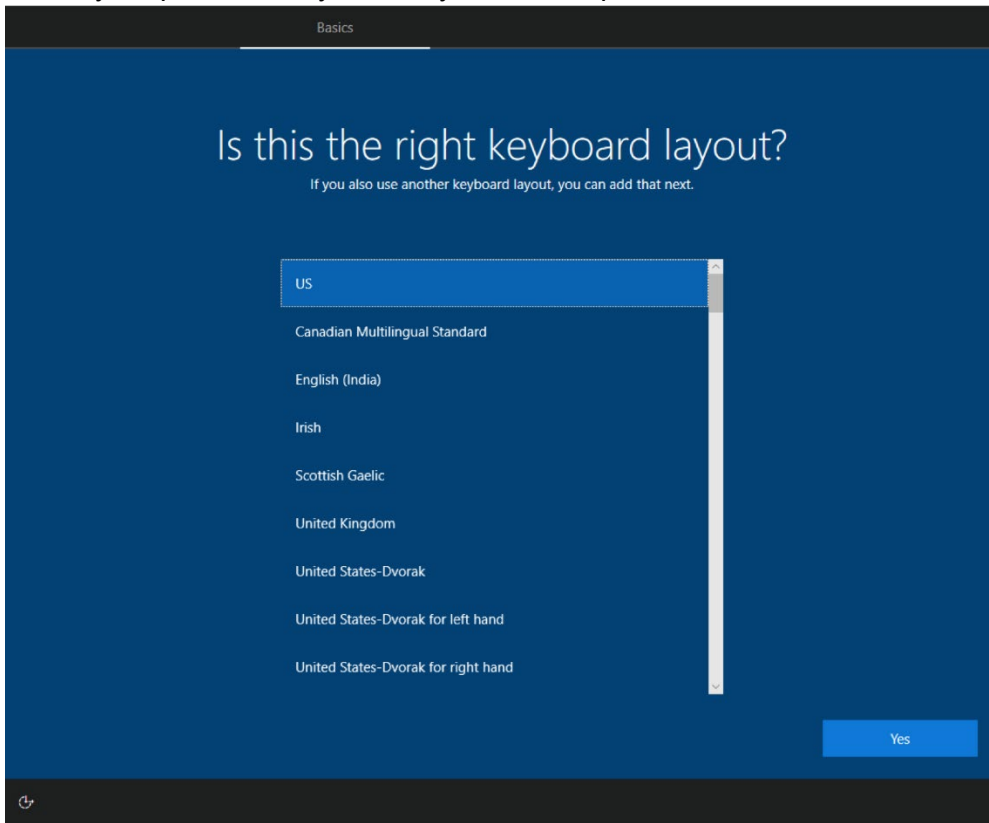 Basics
Is this the right keyboard layout?
If you also use another keyboard layout, you can add that next.
US
Canadian Multilingual Standard
English (India)
Irish
Scottish Gaelic
United Kingdom
United States-Dvorak
United States-Dvorak for left hand
United States-Dvorak for right hand
Yes